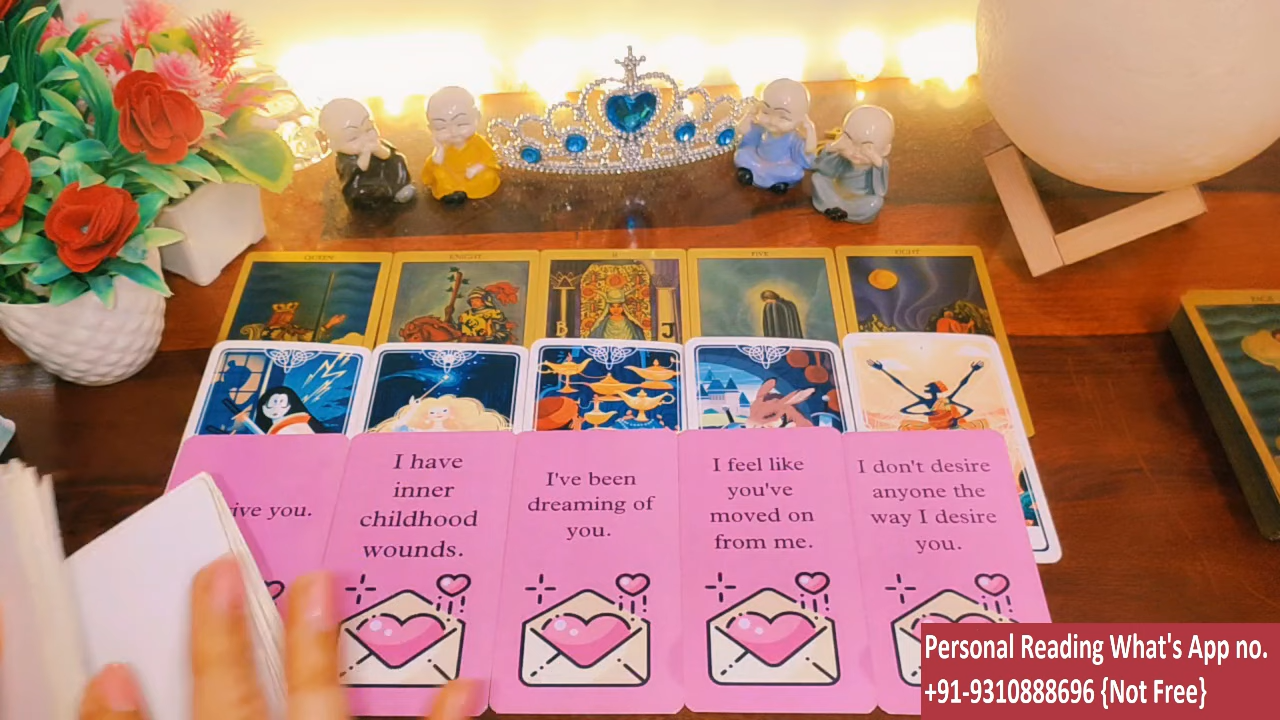 QUEEN
KNIGHT
II
FIVE
EIGHT
B
J
ive you.
I have
inner
childhood
wounds.
I've been
dreaming of
you.
I feel like
you've
moved on
from me.
I don't desire
anyone the
way I desire
you.
Personal Reading What's App no.
+91-9310888696 {Not Free}